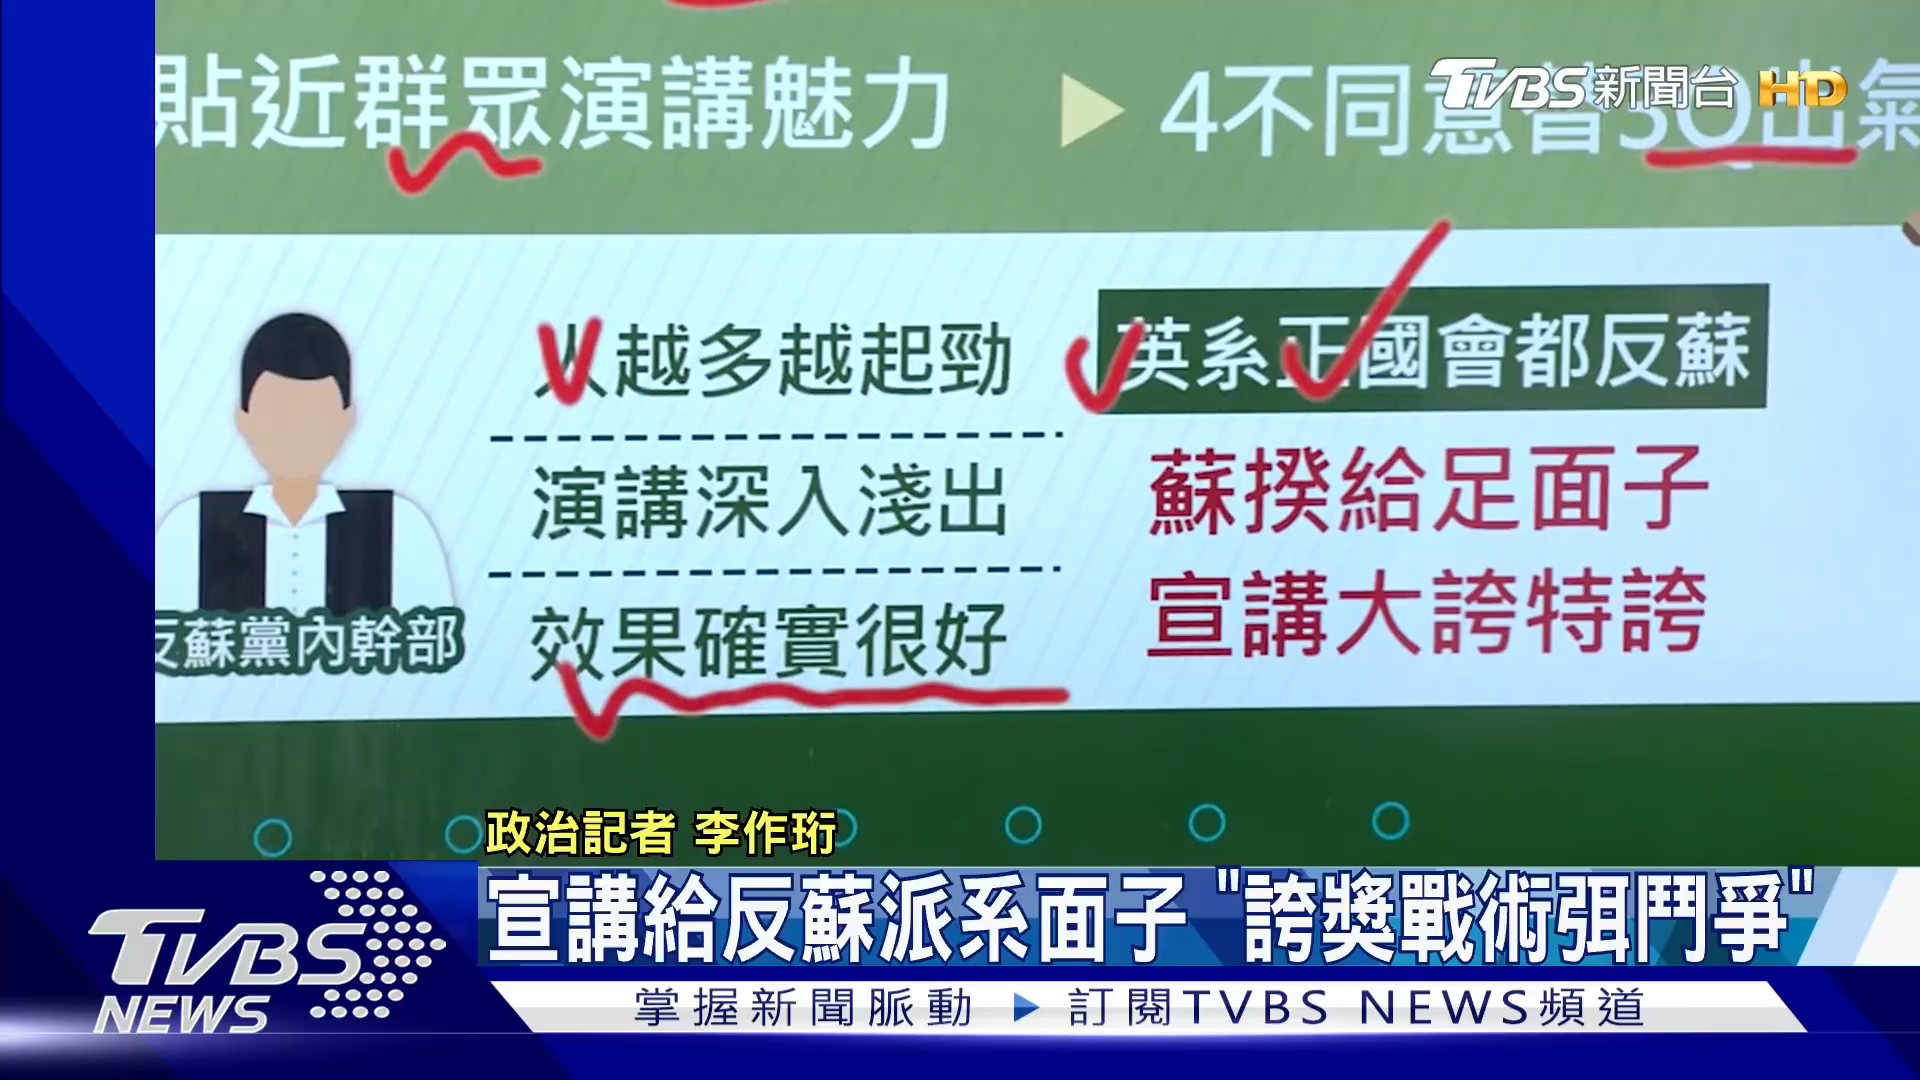 貼近群眾演講魅力
4不同意替3Q出氣
TVBS新聞台 HD
人越多越起勁
演講深入淺出
效果確實很好
英系正國會都反蘇
蘇揆給足面子
宣講大誇特誇
反蘇黨內幹部
政治記者 李作珩
宣講給反蘇派系面子 "誇獎戰術弭鬥爭"
TVBS
NEWS
掌握新聞脈動 ▶ 訂閱TVBS NEWS頻道